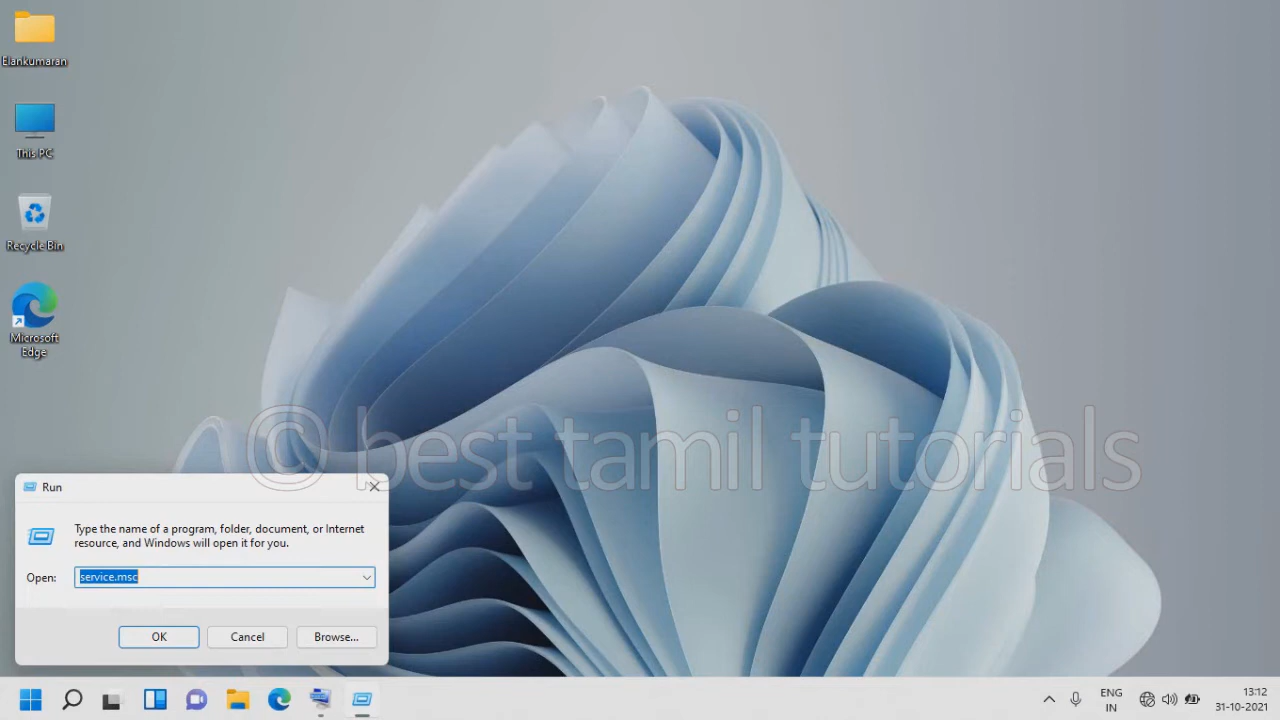 Elankumaran
This PC
Recycle Bin
Microsoft
Edge
© best tamil tutorials
Run
Type the name of a program, folder, document, or Internet
resource, and Windows will open it for you.
Open:
service.msc
OK
Cancel
Browse...
ENG
IN
13:12
31-10-2021